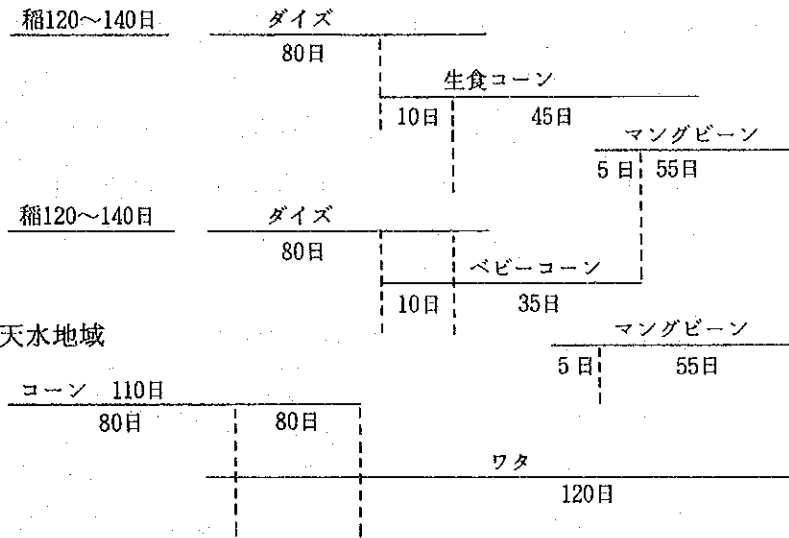 稲120～140日 ダイズ
80日
生食コーン
10日 45日
マングビーン
5日 55日
稲120～140日 ダイズ
80日
ベビーコーン
10日 35日
天水地域
マングビーン
5日 55日
コーン 110日
80日 80日
ワタ
120日